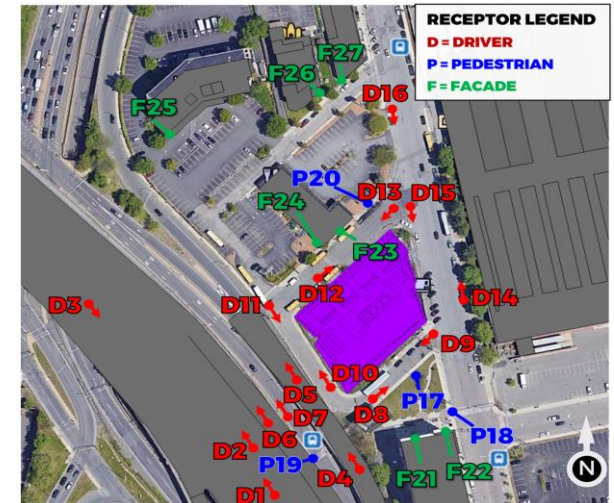 RECEPTOR LEGEND
D = DRIVER
P = PEDESTRIAN
F = FACADE
F27
F26
F25
D16
P20
D13
D15
F24
F23
D12
D3
D11
D14
D9
D10
D5
D8
P17
D7
D6
P18
D2
P19
D4
F21
F22
D1
N